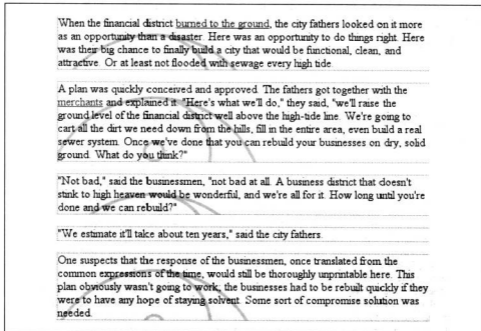 When the financial district burned to the ground, the city fathers looked on it more
as an opportunity than a disaster. Here was an opportunity to do things right. Here
was their big chance to finally build a city that would be functional, clean, and
attractive. Or at least not flooded with sewage every high tide.
A plan was quickly conceived and approved. The fathers got together with the
merchants and explained it. "Here's what we'll do," they said, "we'll raise the
ground level of the financial district well above the high-tide line. We're going to
cart all the dirt we need down from the hills, fill in the entire area, even build a real
sewer system. Once we've done that you can rebuild your businesses on dry, solid
ground. What do you think?"
"Not bad," said the businessmen, "not bad at all. A business district that doesn't
stink to high heaven would be wonderful, and we're all for it. How long until you're
done and we can rebuild?"
"We estimate it'll take about ten years," said the city fathers.
One suspects that the response of the businessmen, once translated from the
common expressions of the time, would still be thoroughly unprintable here. This
plan obviously wasn't going to work; the businesses had to be rebuilt quickly if they
were to have any hope of staying solvent. Some sort of compromise solution was
needed.